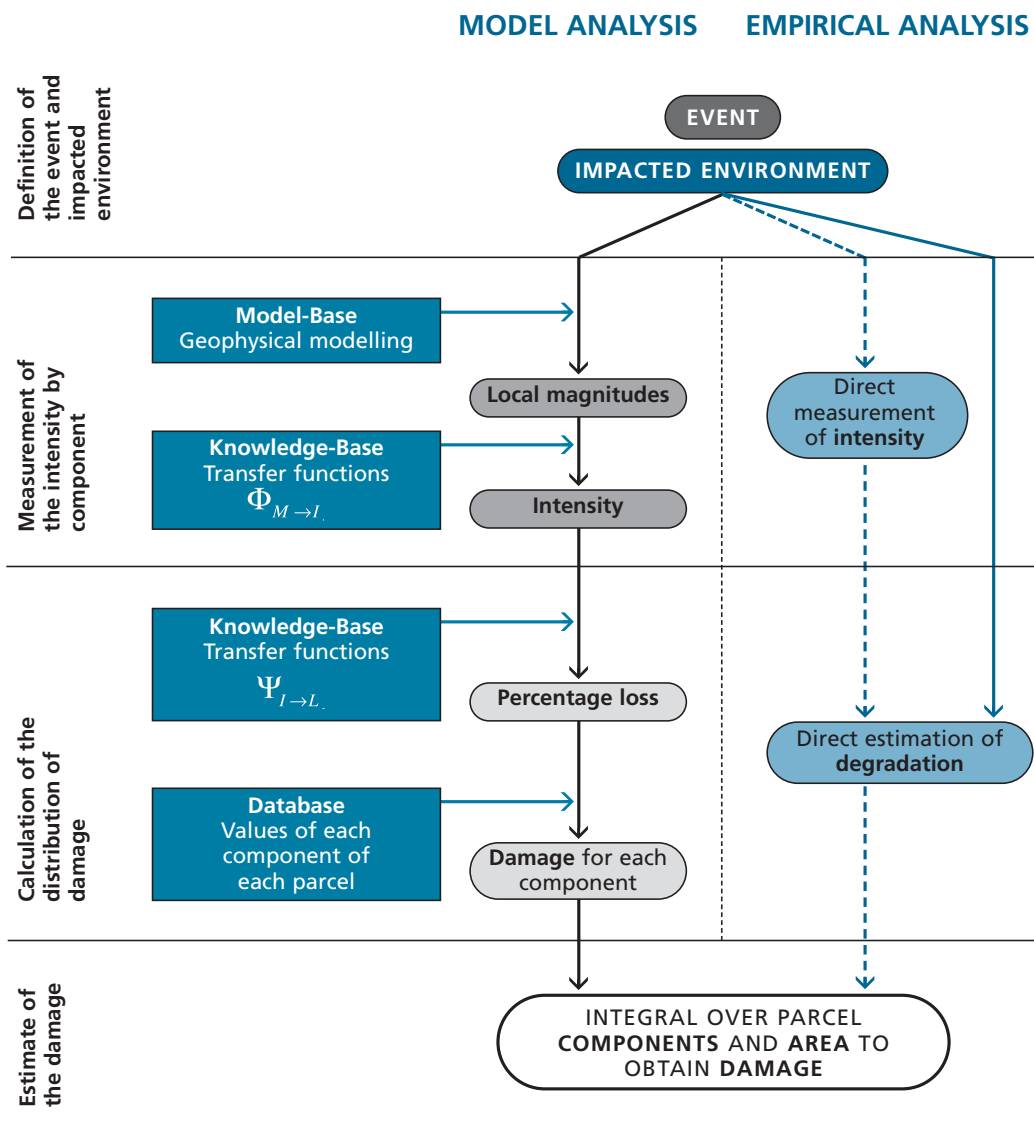 MODEL ANALYSIS
EMPIRICAL ANALYSIS
Definition of
the event and
impacted
environment
EVENT
IMPACTED ENVIRONMENT
Measurement of
the intensity by
component
Model-Base
Geophysical modelling
Local magnitudes
Direct
measurement
of intensity
Knowledge-Base
Transfer functions
Φ M→I.
Intensity
Calculation of the
distribution of
damage
Knowledge-Base
Transfer functions
Ψ I→L.
Percentage loss
Direct estimation of
degradation
Database
Values of each
component of
each parcel
Damage for each
component
Estimate of
the damage
INTEGRAL OVER PARCEL
COMPONENTS AND AREA TO
OBTAIN DAMAGE